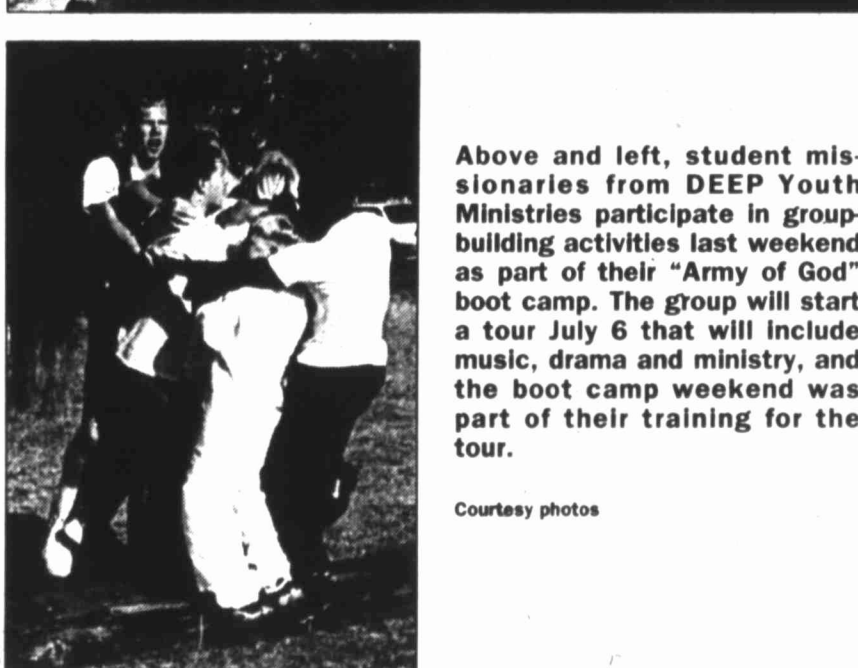 Above and left, student mis-
sionaries from DEEP Youth
Ministries participate in group-
building activities last weekend
as part of their “Army of God”
boot camp. The group will start
a tour July 6 that will include
music, drama and ministry, and
the boot camp weekend was
part of their training for the
tour.
Courtesy photos